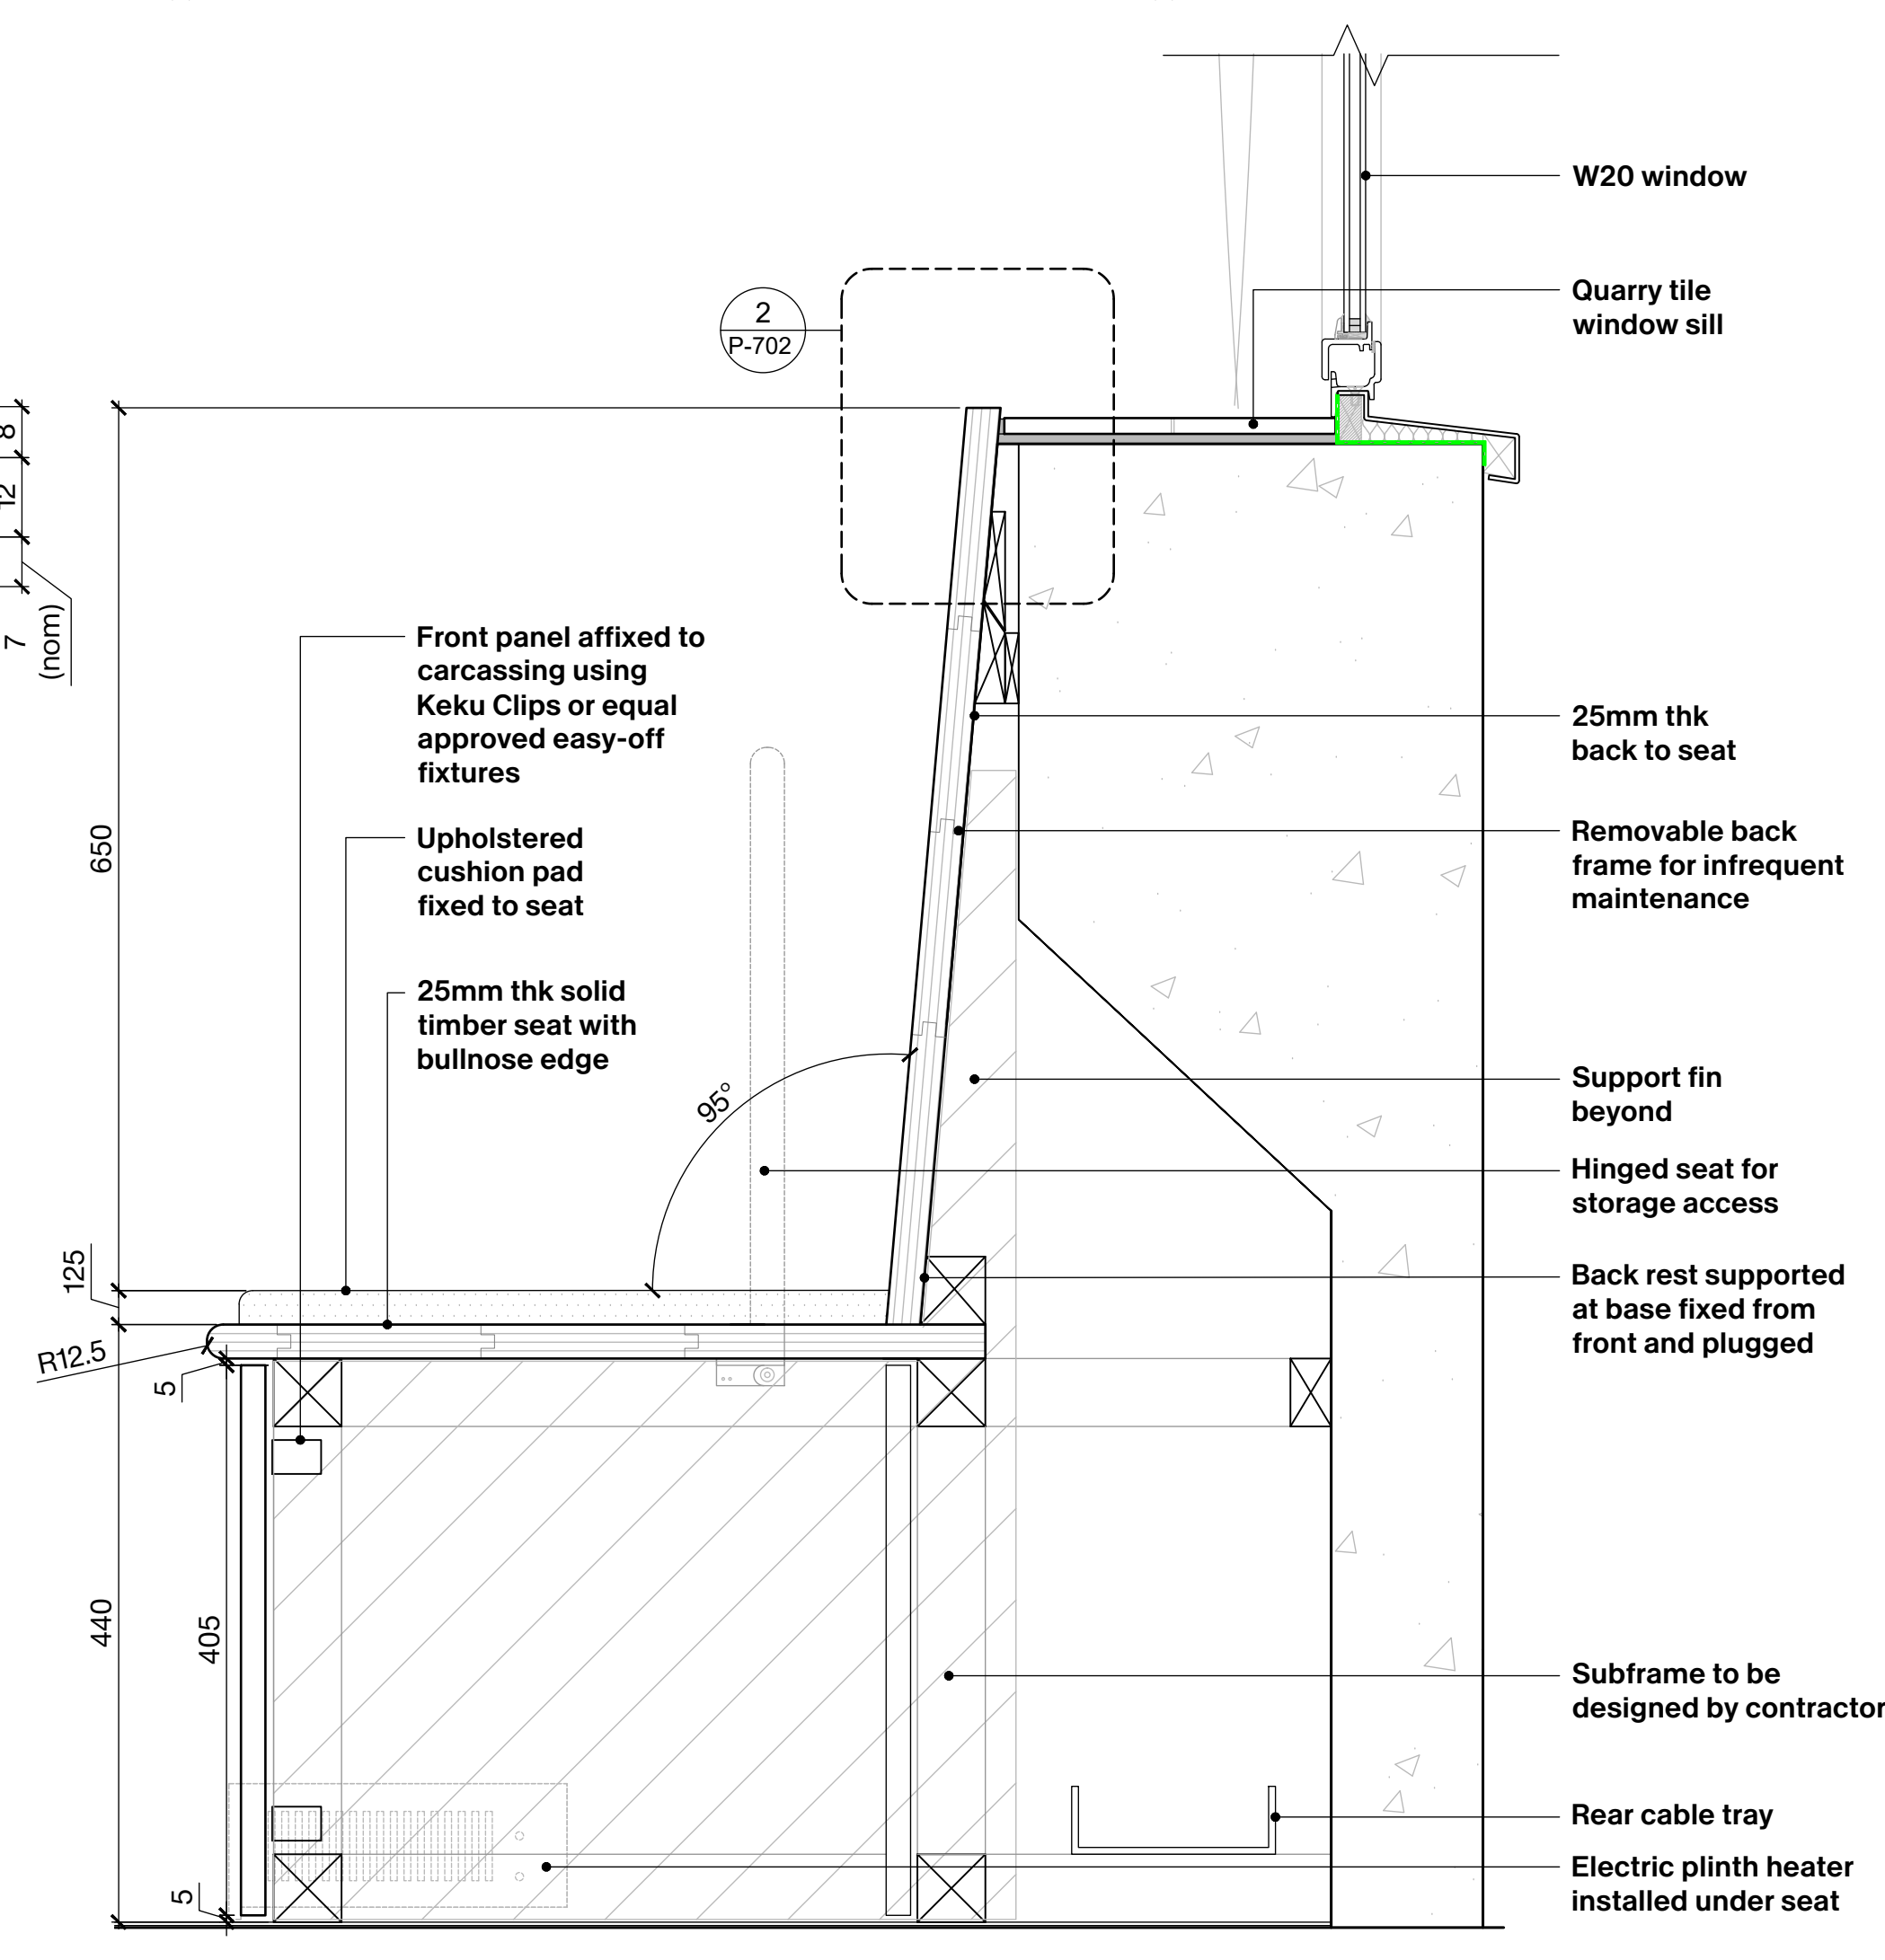 W20 window
Quarry tile
window sill
2
P-702
8
12
7
(nom)
Front panel affixed to
carcassing using
Keku Clips or equal
approved easy-off
fixtures
25mm thk
back to seat
650
Upholstered
cushion pad
fixed to seat
Removable back
frame for infrequent
maintenance
25mm thk solid
timber seat with
bullnose edge
95°
Support fin
beyond
Hinged seat for
storage access
125
Back rest supported
at base fixed from
front and plugged
R12.5
5
440
405
Subframe to be
designed by contractor
Rear cable tray
5
Electric plinth heater
installed under seat